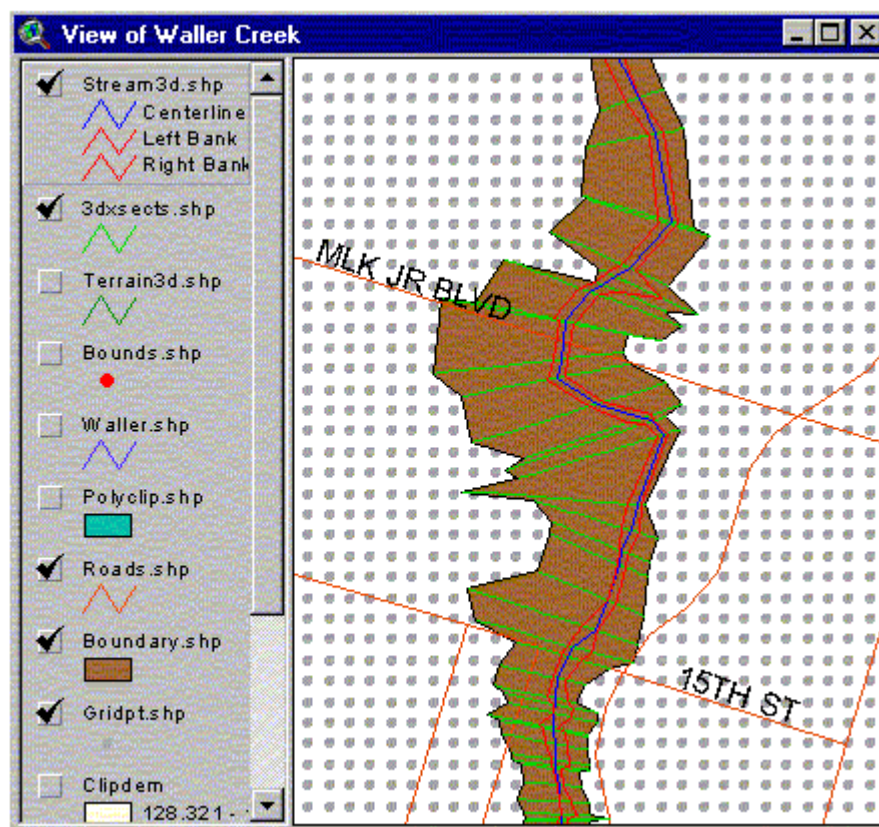 View of Waller Creek
Stream3d.shp
Centerline
Left Bank
Right Bank
3dxsects.shp
Terrain3d.shp
Bounds.shp
Waller.shp
Polyclip.shp
Roads.shp
Boundary.shp
Gridpt.shp
Clipdem
128.321 -
MLK JR BLVD
15TH ST